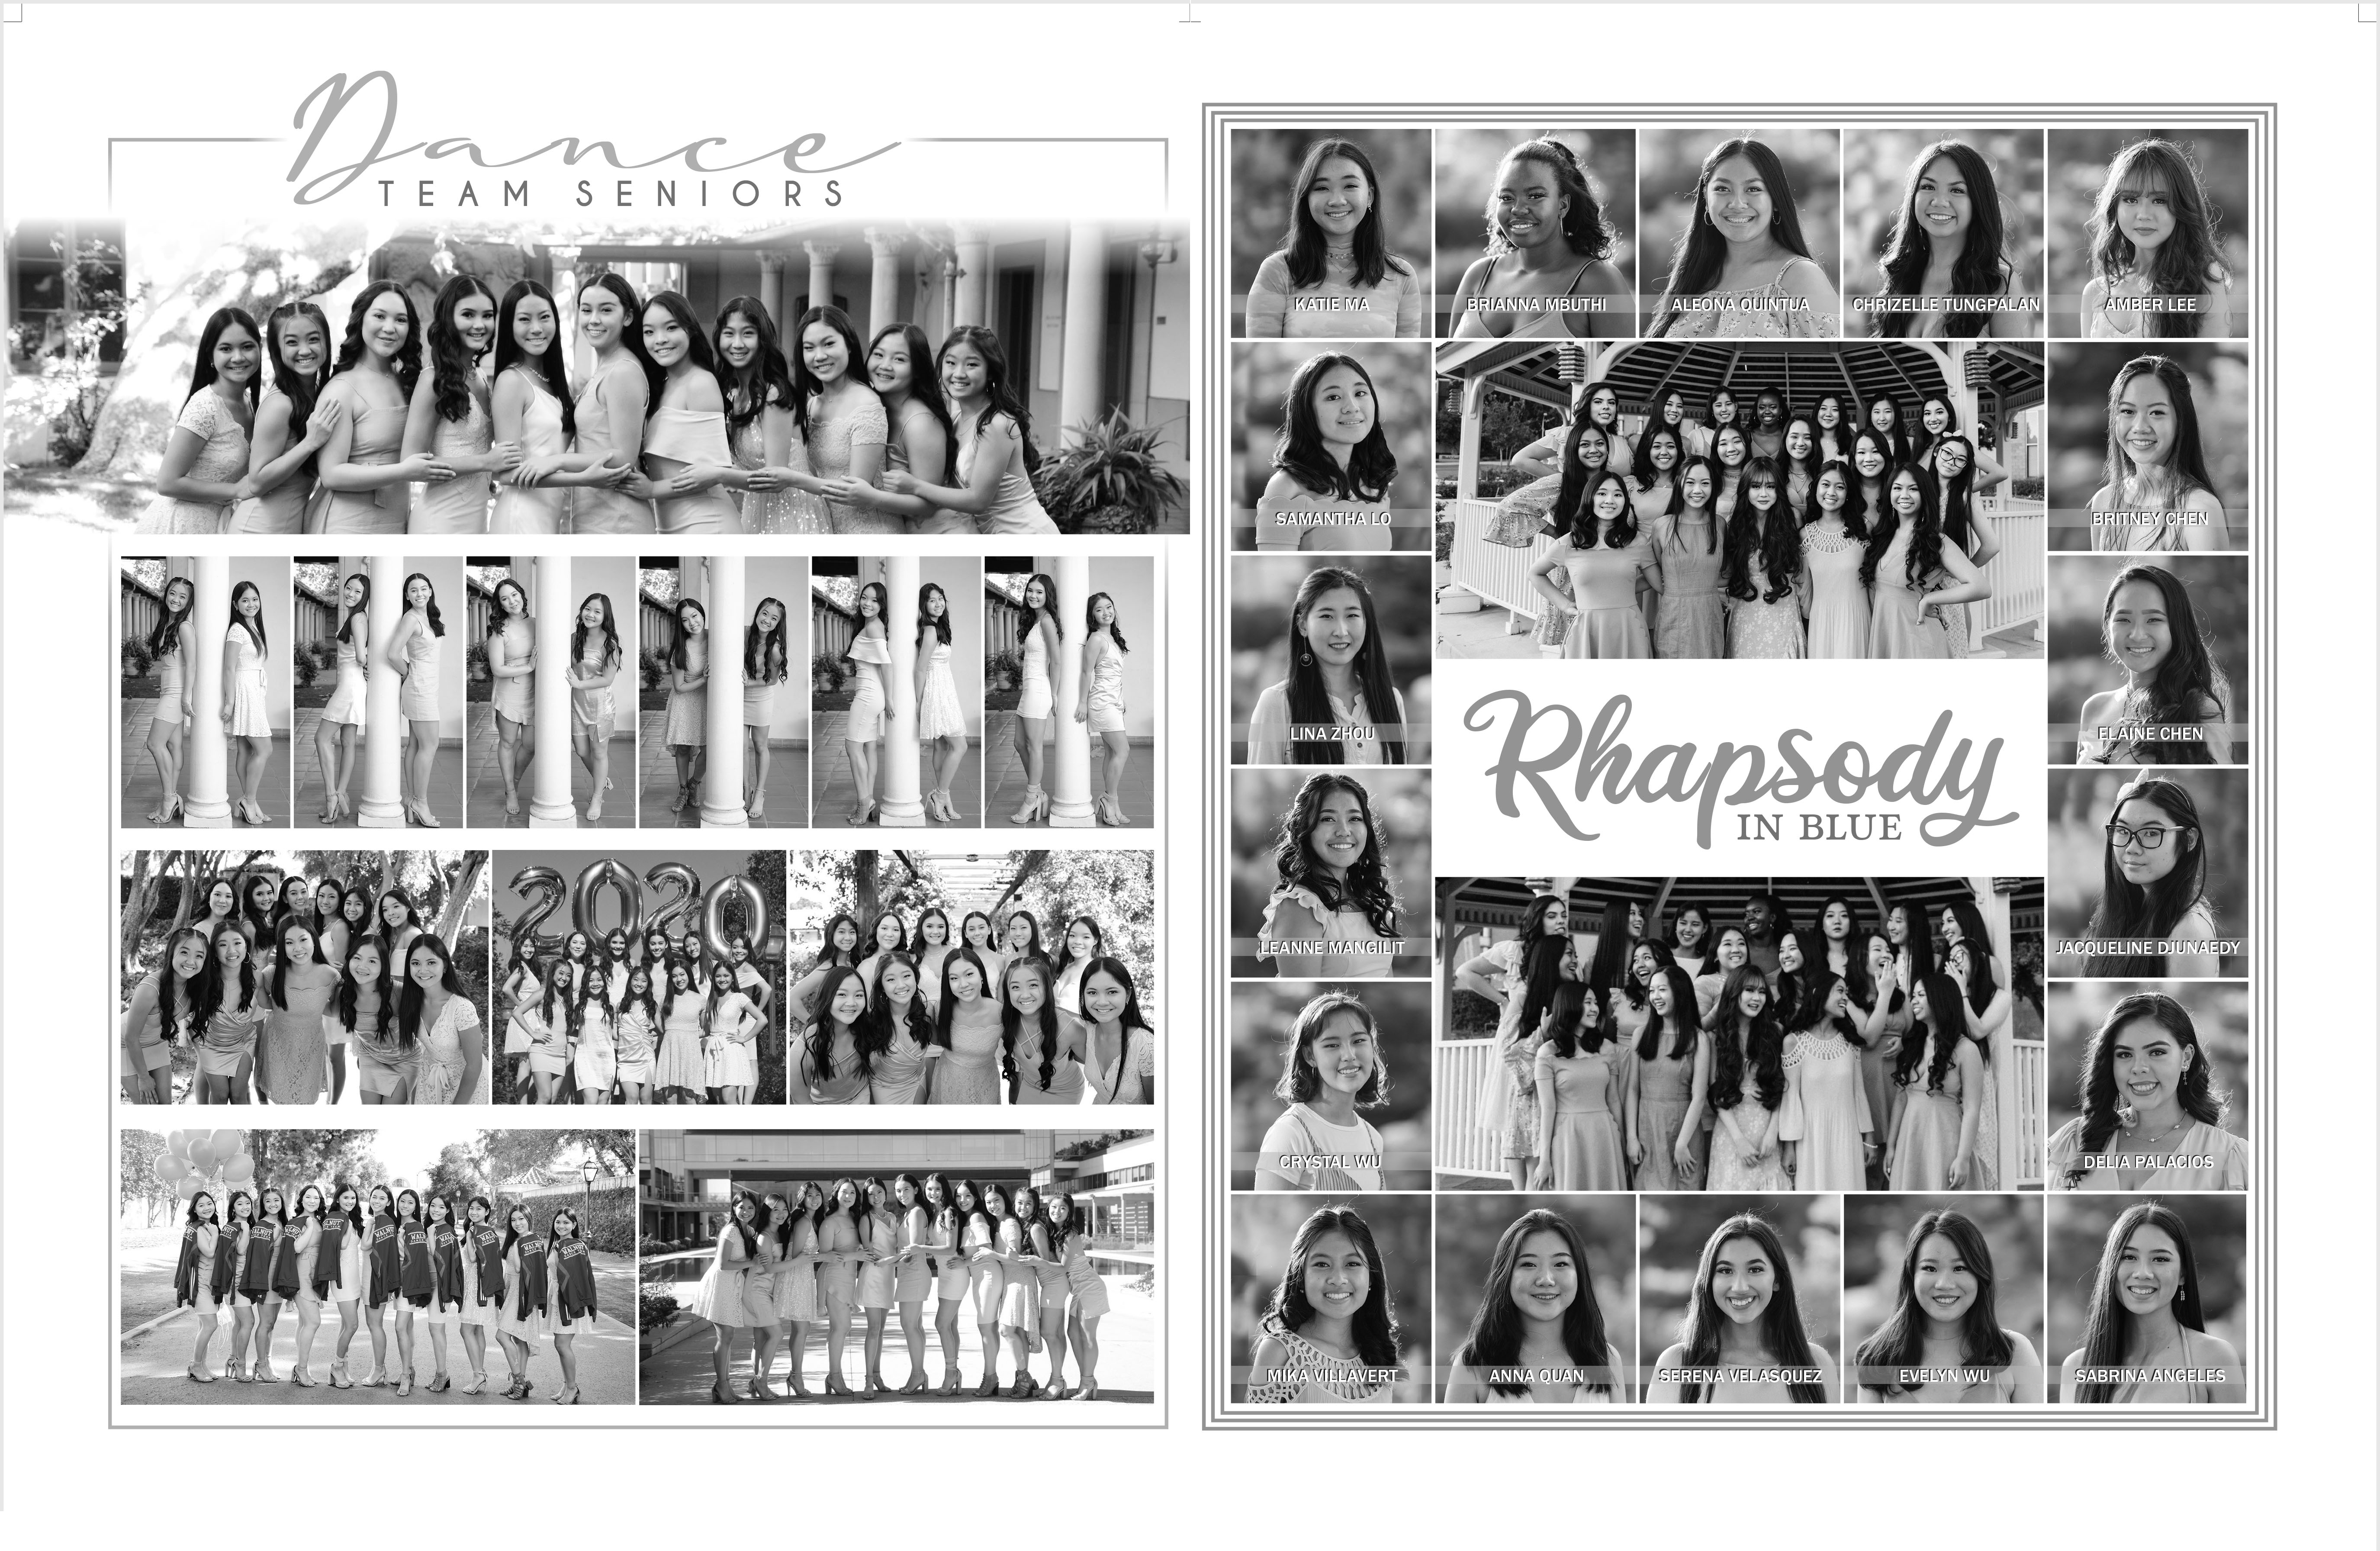 Dance
TEAM SENIORS
2020
WALNUT
WALNUT
KATIE MA
BRIANNA MBUTHI
ALEONA QUINTUA
CHRIZELLE TUNGPALAN
AMBER LEE
SAMANTHA LO
BRITNEY CHEN
LINA ZHOU
ELAINE CHEN
Rhapsody
IN BLUE
LEANNE MANGILIT
JACQUELINE DJUNAEDY
CRYSTAL WU
DELIA PALACIOS
MIKA VILLAVERT
ANNA QUAN
SERENA VELASQUEZ
EVELYN WU
SABRINA ANGELES